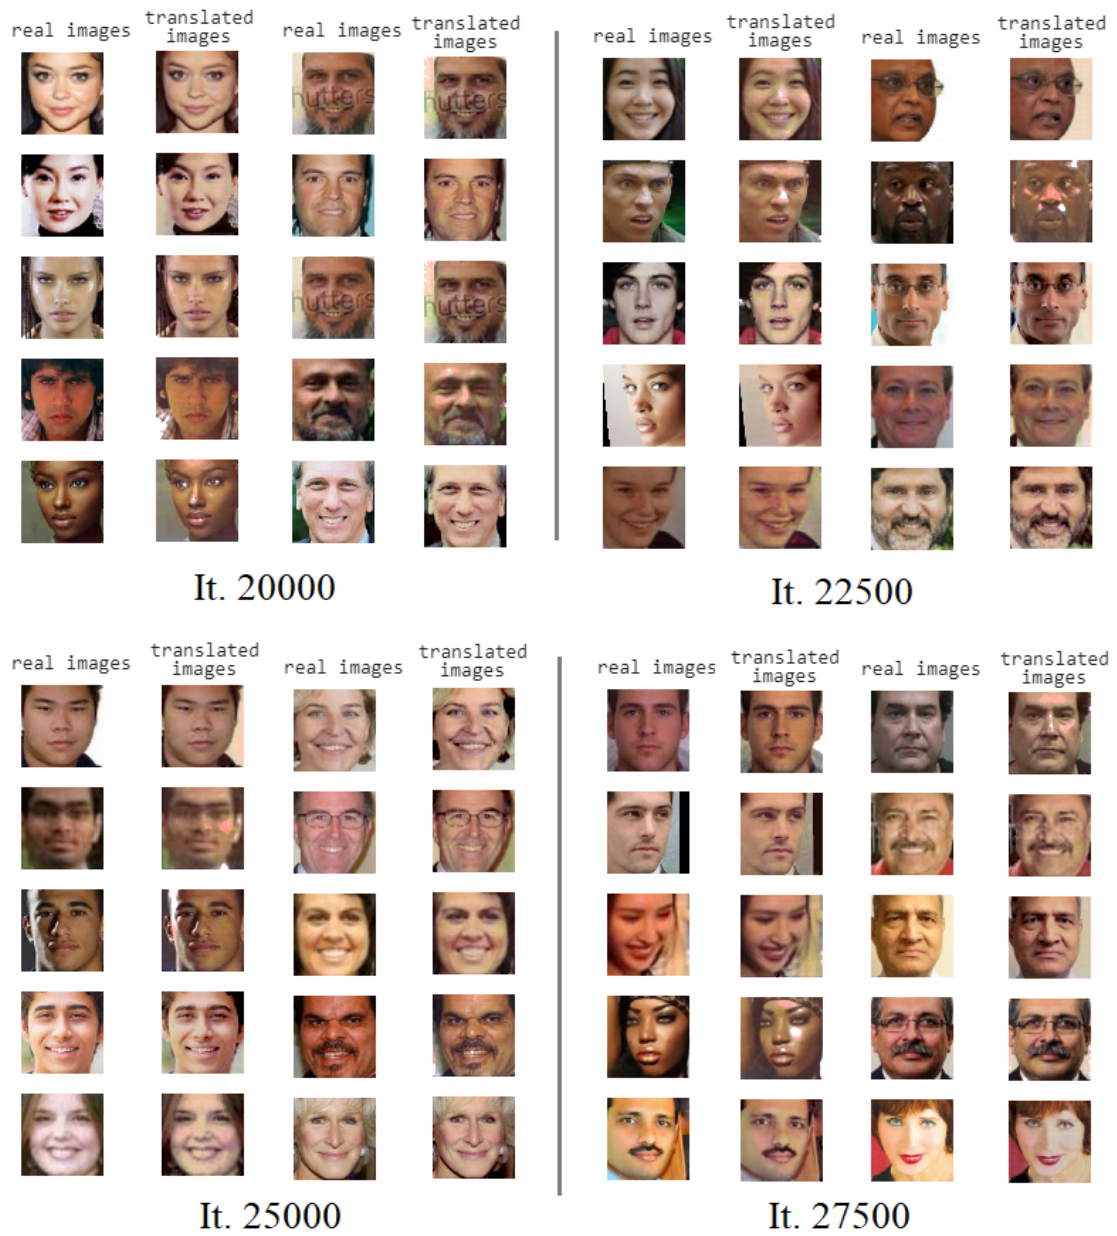 real images translated images real images translated images
hutters hutters
hutters hutters
It. 20000
real images translated images real images translated images
It. 22500
real images translated images real images translated images
It. 25000
real images translated images real images translated images
It. 27500